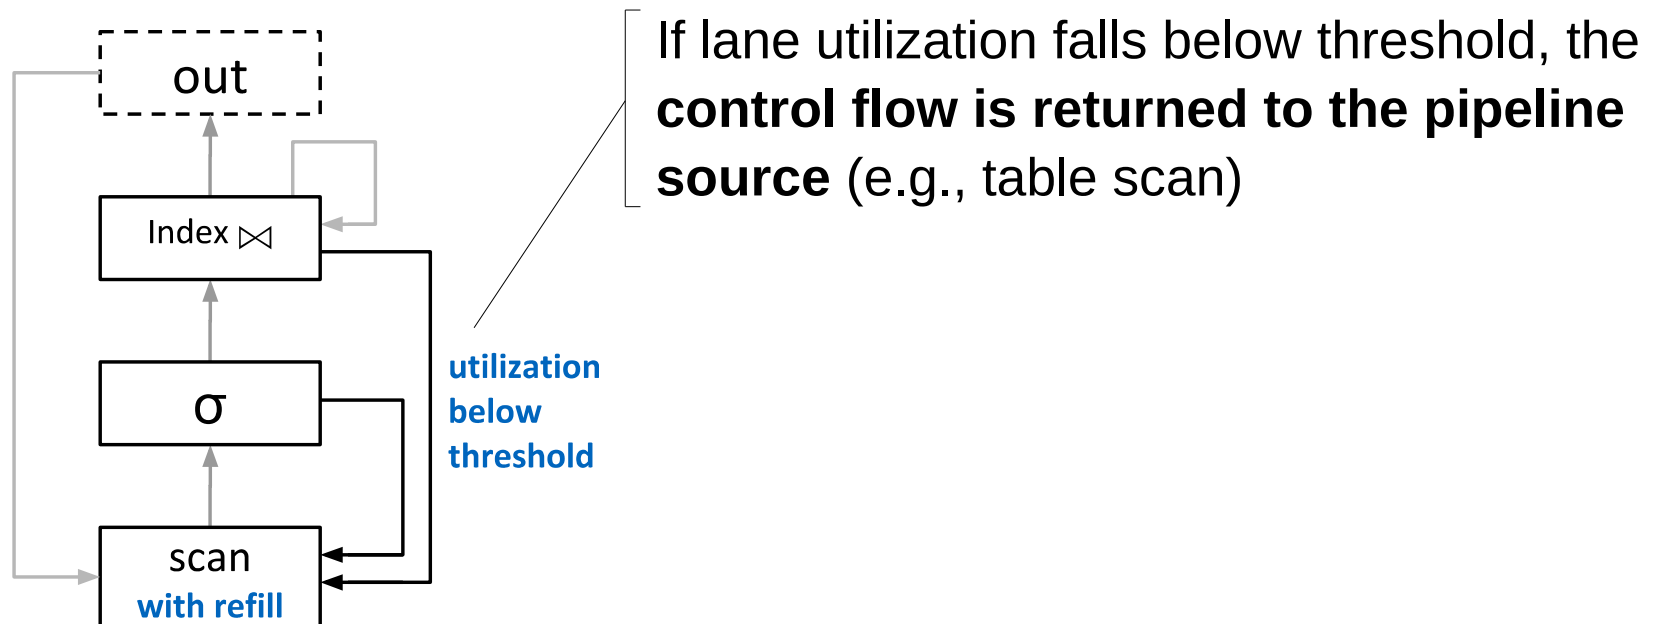 out
Index ⋈
σ
scan
with refill
utilization
below
threshold
If lane utilization falls below threshold, the
control flow is returned to the pipeline
source (e.g., table scan)